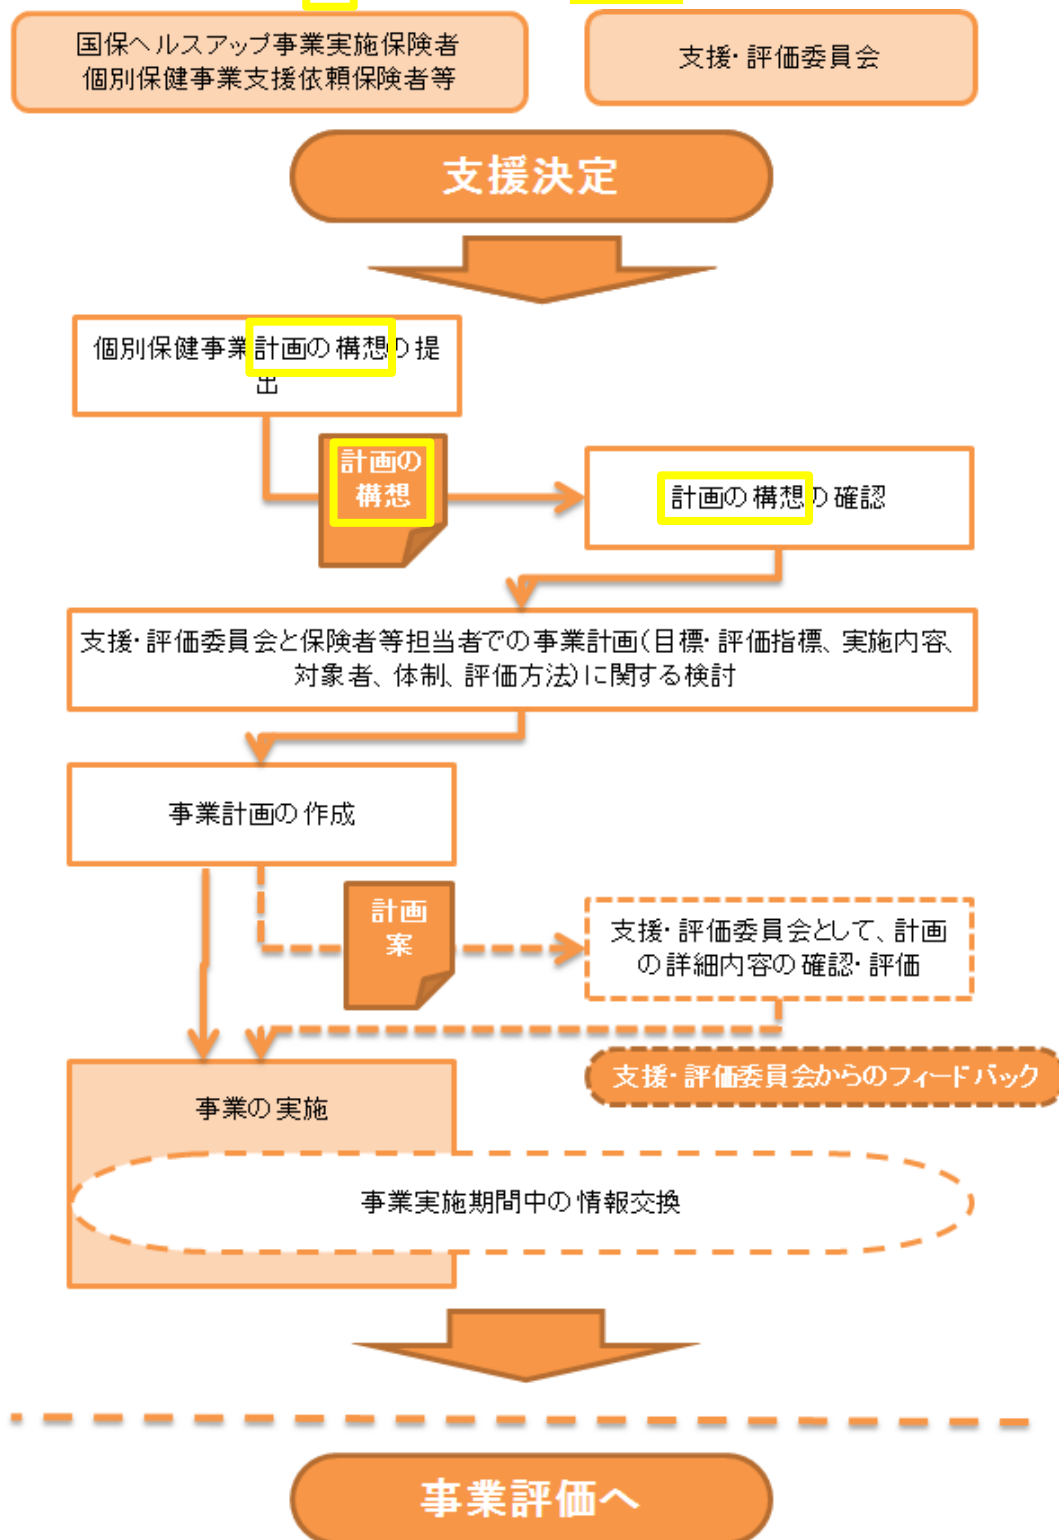 国保ヘルスアップ事業実施保険者
個別保健事業支援依頼保険者等
支援・評価委員会
支援決定
個別保健事業計画の構想の提
出
計画の
構想
計画の構想の確認
支援・評価委員会と保険者等担当者での事業計画(目標・評価指標、実施内容、
対象者、体制、評価方法)に関する検討
事業計画の作成
計画
案
支援・評価委員会として、計画
の詳細内容の確認・評価
支援・評価委員会からのフィードバック
事業の実施
事業実施期間中の情報交換
事業評価へ